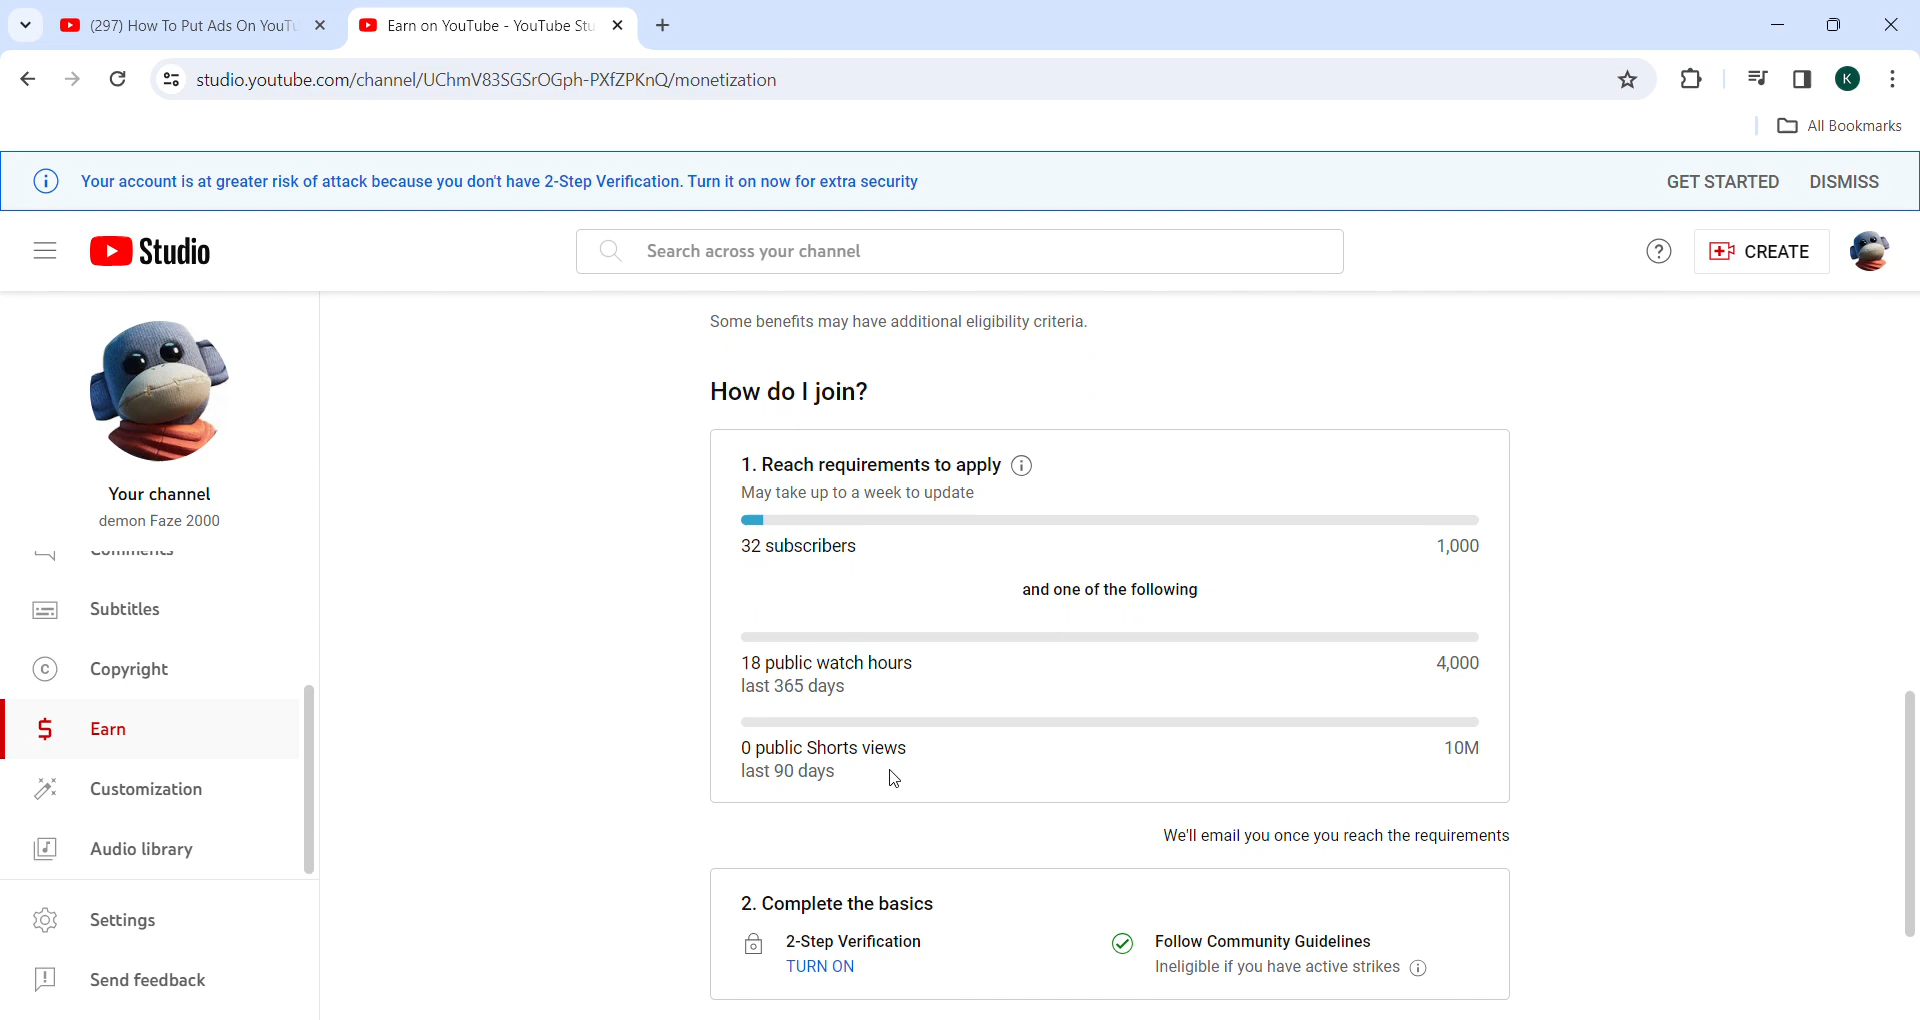 (297) How To Put Ads On YouTu
Earn on YouTube - YouTube Stu
studio.youtube.com/channel/UChmV83SGSrOGph-PXfZPKnQ/monetization
K
All Bookmarks
Your account is at greater risk of attack because you don't have 2-Step Verification. Turn it on now for extra security
GET STARTED
DISMISS
Studio
Search across your channel
CREATE
Your channel
demon Faze 2000
Comments
Subtitles
Copyright
Earn
Customization
Audio library
Settings
Send feedback
Some benefits may have additional eligibility criteria.
How do I join?
1. Reach requirements to apply
May take up to a week to update
32 subscribers 1,000
and one of the following
18 public watch hours 4,000
last 365 days
0 public Shorts views 10M
last 90 days
We'll email you once you reach the requirements
2. Complete the basics
2-Step Verification
TURN ON
Follow Community Guidelines
Ineligible if you have active strikes